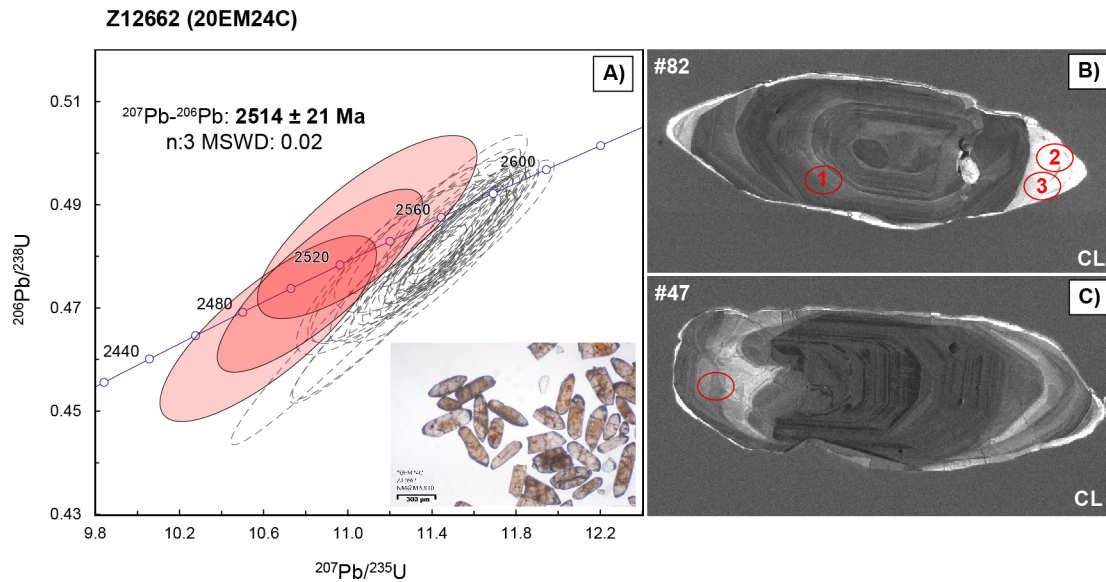 Z12662 (20EM24C)
A)
207Pb-206Pb: 2514 ± 21 Ma
n:3 MSWD: 0.02
206Pb/238U
0.51
0.49
0.47
0.45
0.43
2440
2480
2520
2560
2600
300 µm
9.8
10.2
10.6
11.0
11.4
11.8
12.2
207Pb/235U
#82
B)
1
2
3
CL
#47
C)
CL